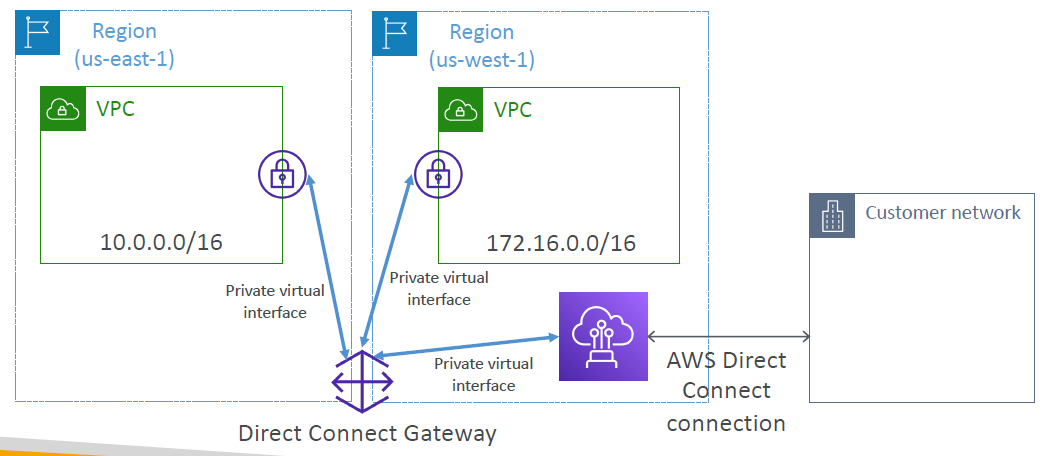 Region
(us-east-1)
Region
(us-west-1)
VPC
VPC
Customer network
10.0.0.0/16
172.16.0.0/16
Private virtual
interface
Private virtual
interface
Private virtual
interface
AWS Direct
Connect
connection
Direct Connect Gateway